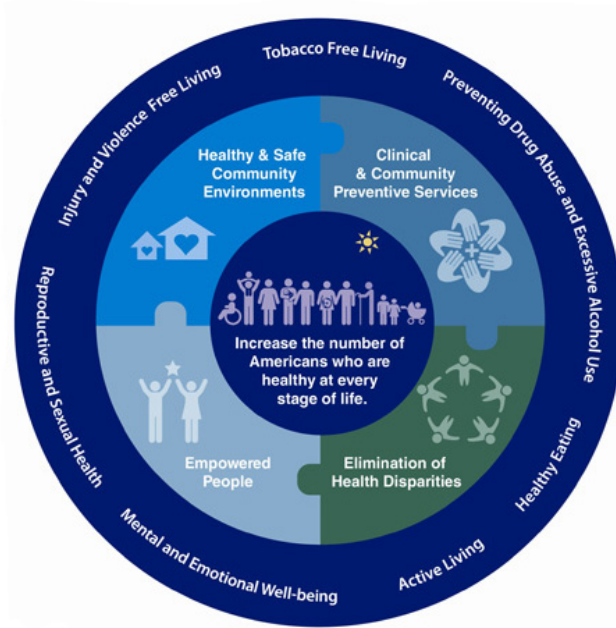 Tobacco Free Living
Preventing Drug Abuse and Excessive Alcohol Use
Healthy Eating
Active Living
Mental and Emotional Well-being
Reproductive and Sexual Health
Injury and Violence Free Living
Healthy & Safe
Community
Environments
Clinical
& Community
Preventive Services
Increase the number of
Americans who are
healthy at every
stage of life.
Empowered
People
Elimination of
Health Disparities